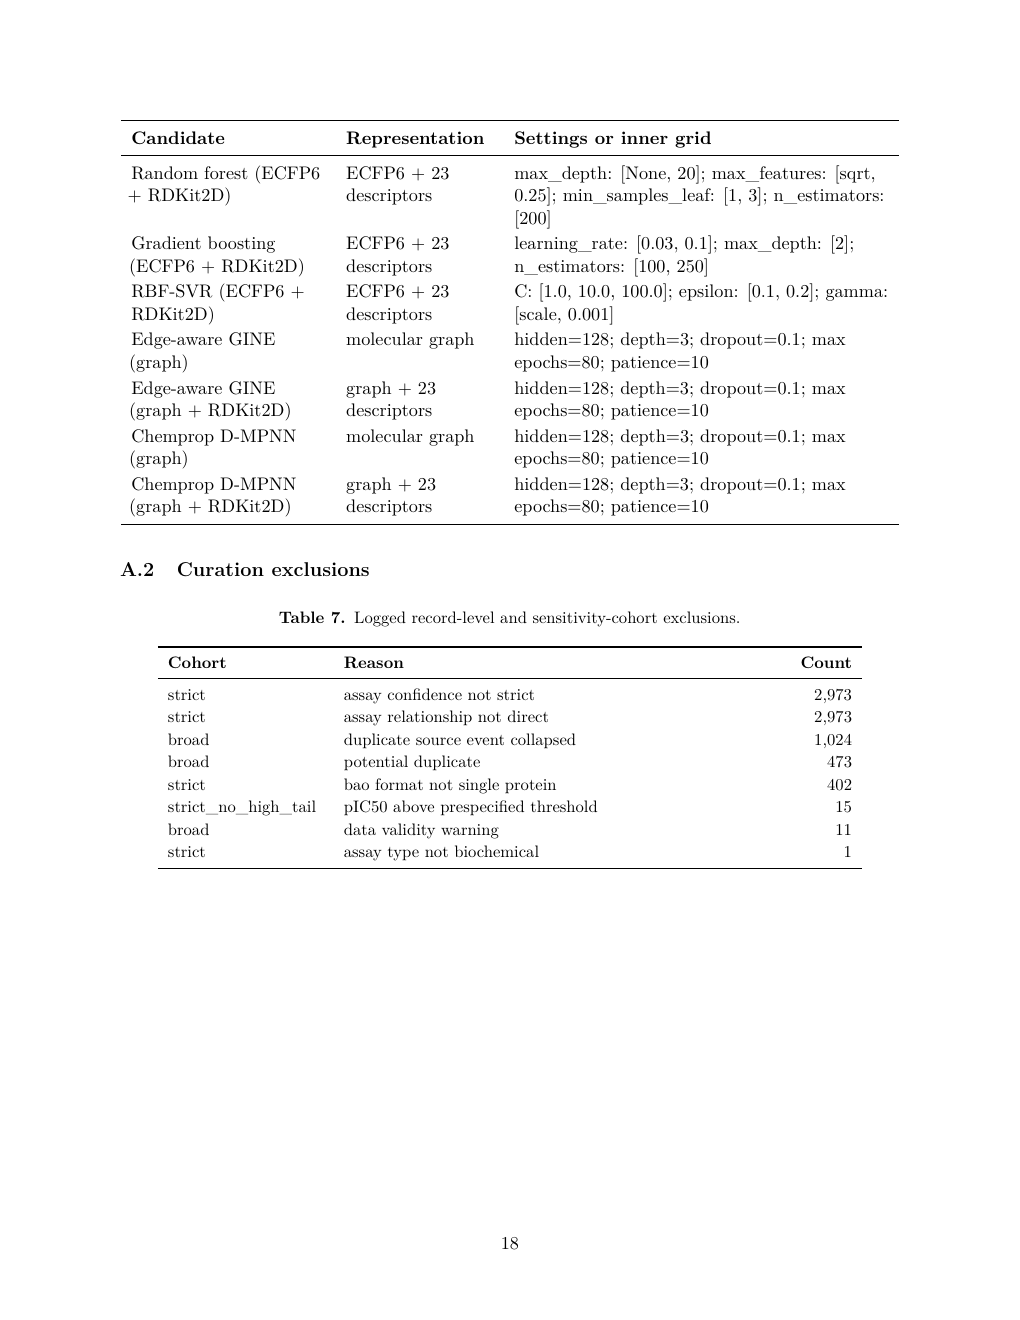 Candidate Representation Settings or inner grid
Random forest (ECFP6 ECFP6 + 23 max_depth: [None, 20]; max_features: [sqrt,
+ RDKit2D) descriptors 0.25]; min_samples_leaf: [1, 3]; n_estimators:
[200]
Gradient boosting ECFP6 + 23 learning_rate: [0.03, 0.1]; max_depth: [2];
(ECFP6 + RDKit2D) descriptors n_estimators: [100, 250]
RBF-SVR (ECFP6 + ECFP6 + 23 C: [1.0, 10.0, 100.0]; epsilon: [0.1, 0.2]; gamma:
RDKit2D) descriptors [scale, 0.001]
Edge-aware GINE molecular graph hidden=128; depth=3; dropout=0.1; max
(graph) epochs=80; patience=10
Edge-aware GINE graph + 23 hidden=128; depth=3; dropout=0.1; max
(graph + RDKit2D) descriptors epochs=80; patience=10
Chemprop D-MPNN molecular graph hidden=128; depth=3; dropout=0.1; max
(graph) epochs=80; patience=10
Chemprop D-MPNN graph + 23 hidden=128; depth=3; dropout=0.1; max
(graph + RDKit2D) descriptors epochs=80; patience=10
A.2 Curation exclusions
Table 7. Logged record-level and sensitivity-cohort exclusions.
Cohort Reason Count
strict assay confidence not strict 2,973
strict assay relationship not direct 2,973
broad duplicate source event collapsed 1,024
broad potential duplicate 473
strict bao format not single protein 402
strict_no_high_tail pIC50 above prespecified threshold 15
broad data validity warning 11
strict assay type not biochemical 1
18